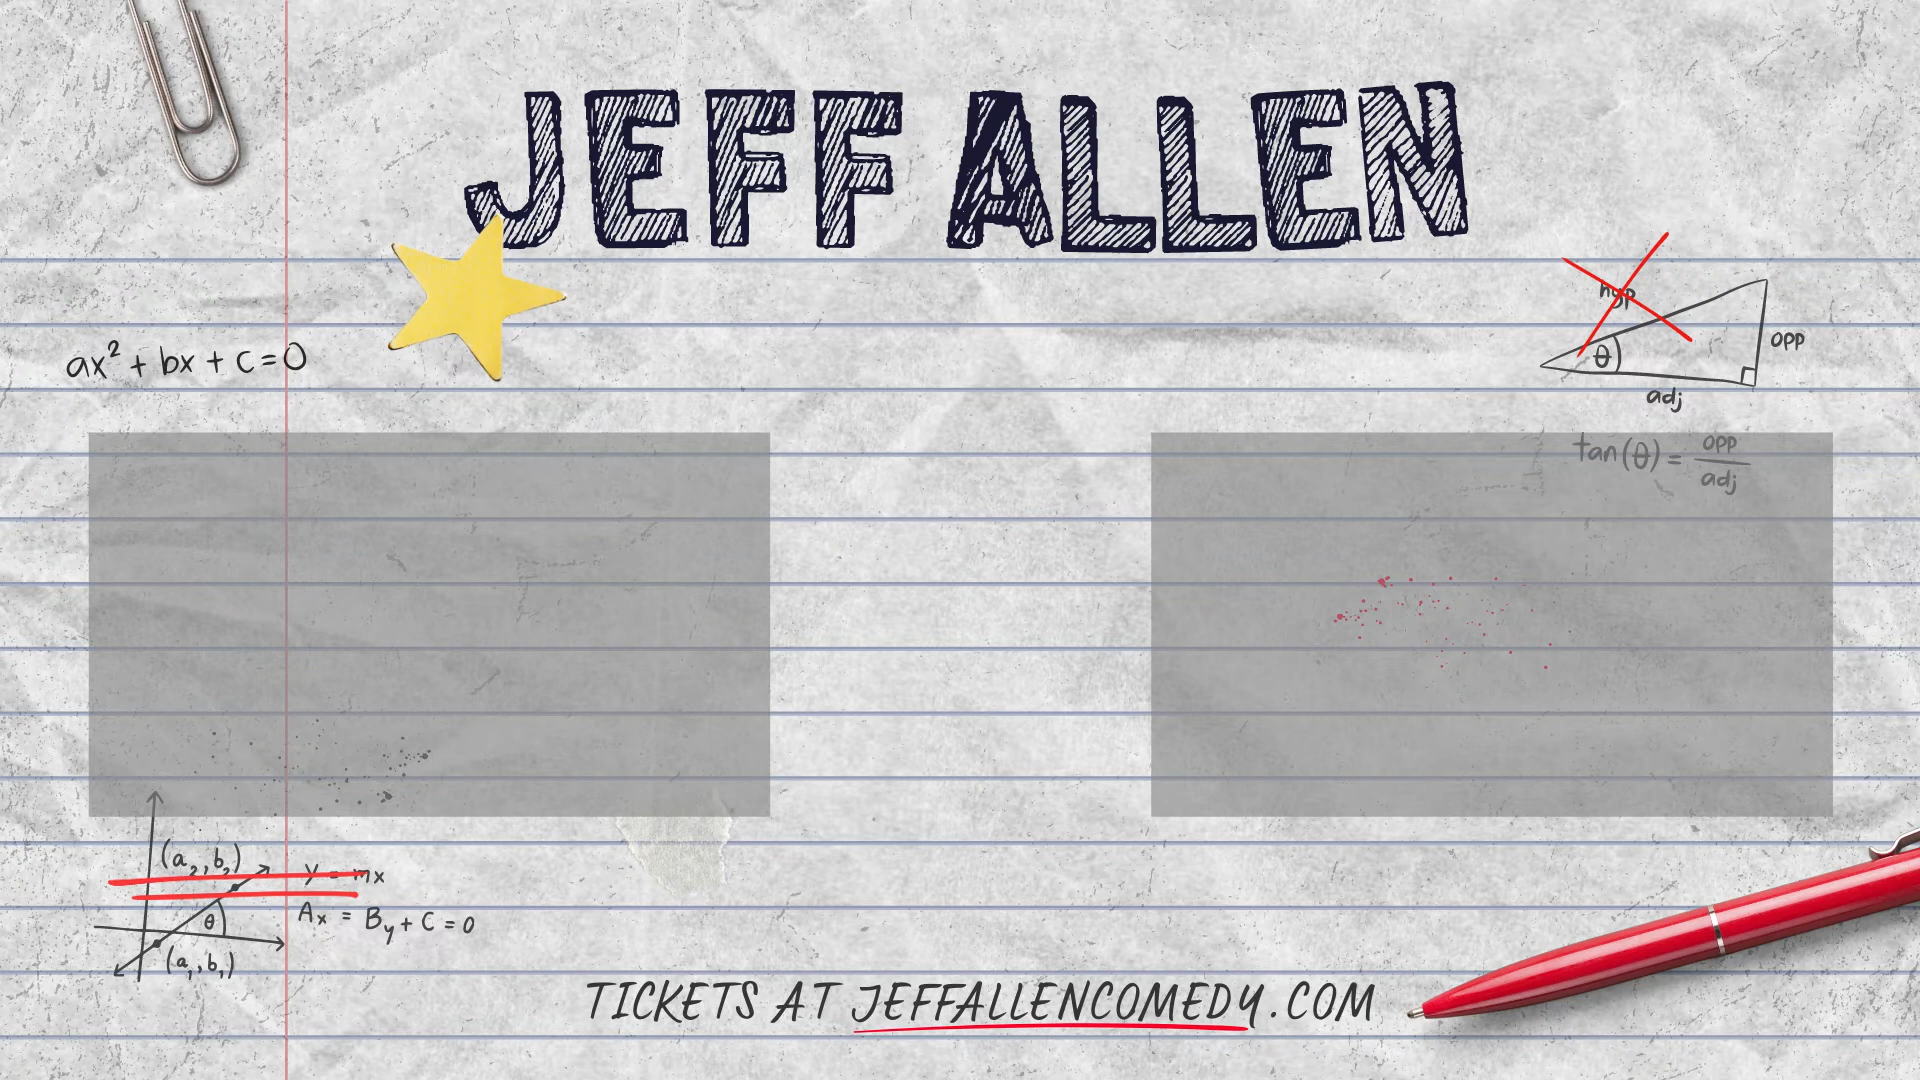 JEFF ALLEN
hyp
opp
ax² + bx + c = 0
θ
adj
tan(θ) = opp/adj
(a₂, b₂)
y = mx
Ax = By + C = 0
θ
(a₁, b₁)
TICKETS AT JEFFALLENCOMEDY.COM